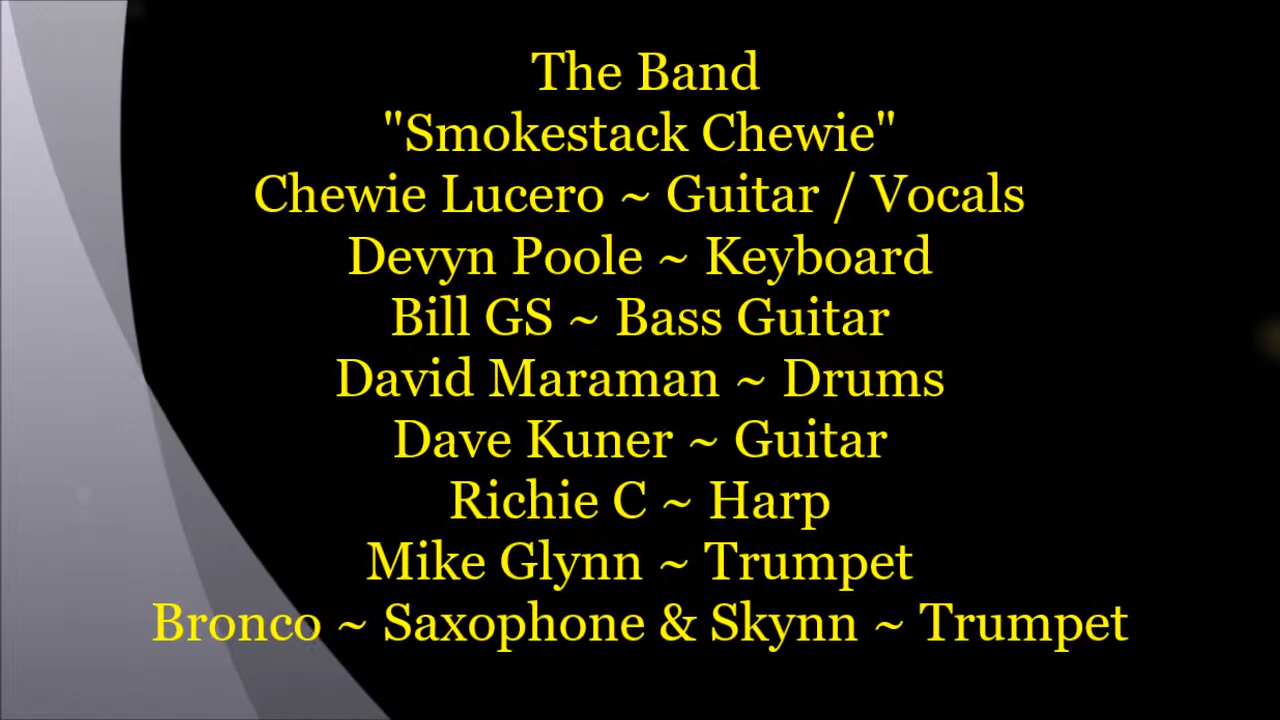 The Band
"Smokestack Chewie"
Chewie Lucero ~ Guitar / Vocals
Devyn Poole ~ Keyboard
Bill GS ~ Bass Guitar
David Maraman ~ Drums
Dave Kuner ~ Guitar
Richie C ~ Harp
Mike Glynn ~ Trumpet
Bronco ~ Saxophone & Skynn ~ Trumpet